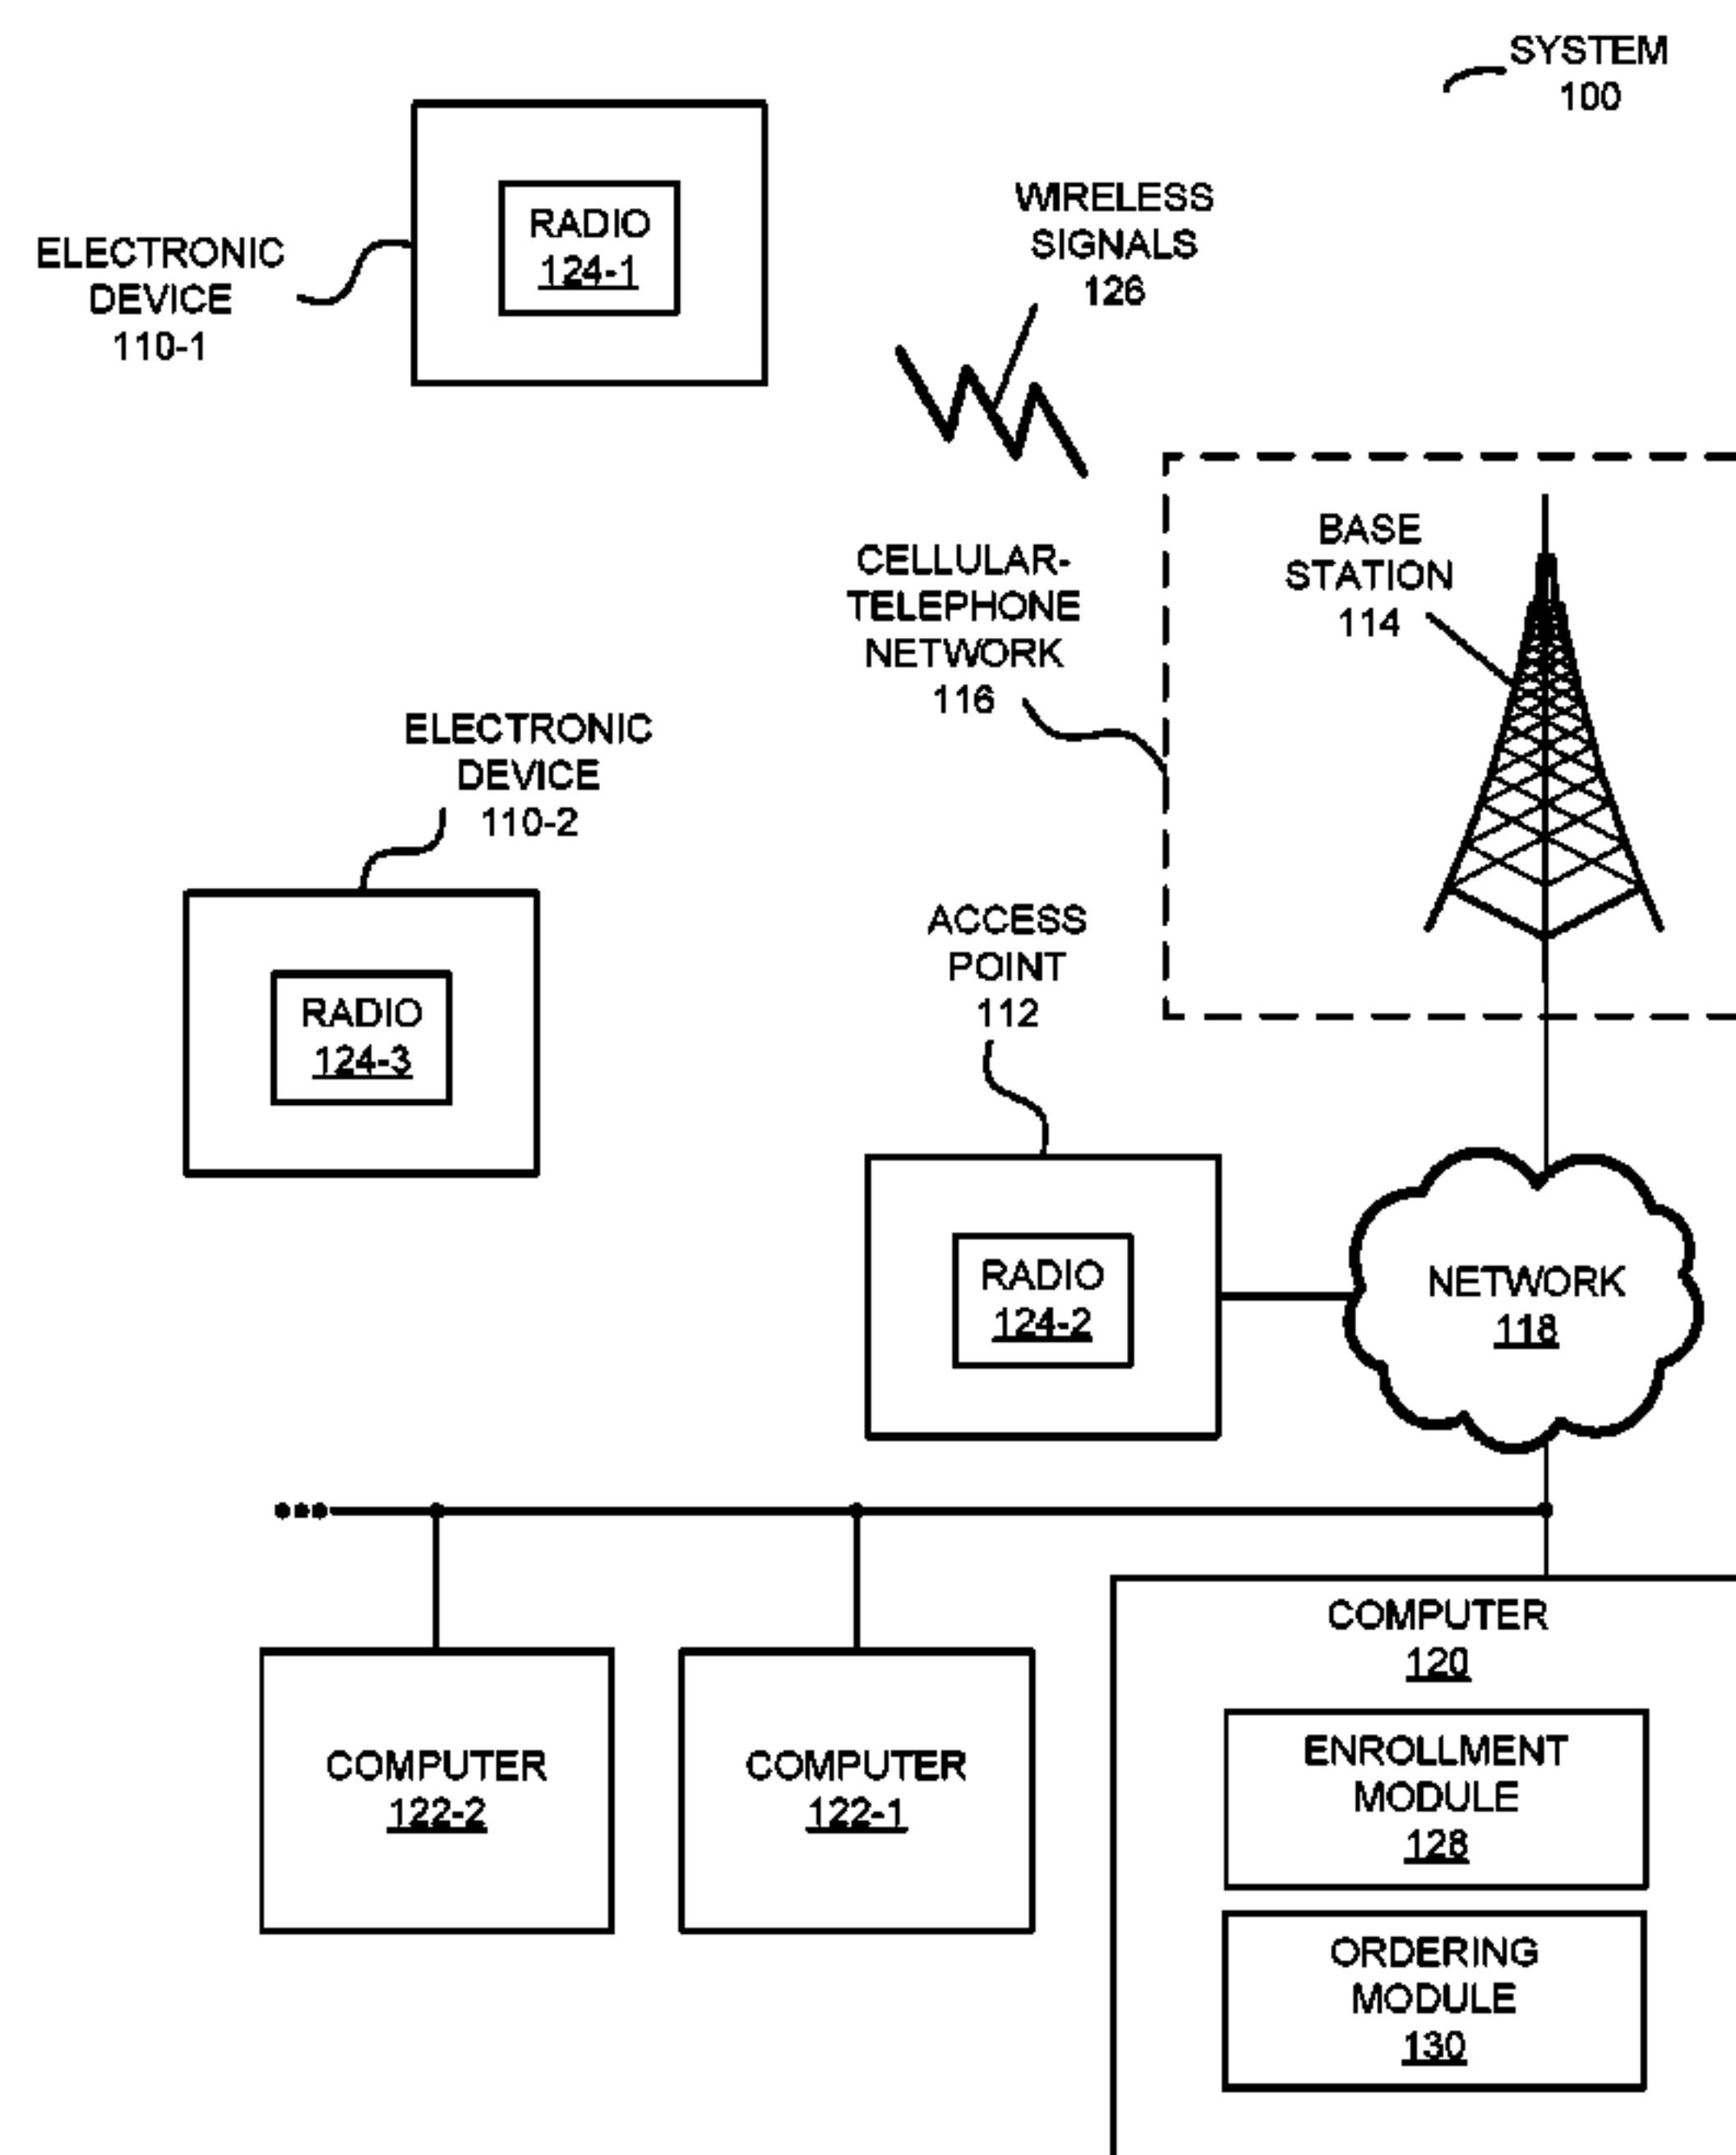 SYSTEM
100
WIRELESS
SIGNALS
126
RADIO
124-1
ELECTRONIC
DEVICE
110-1
BASE
STATION
114
CELLULAR-
TELEPHONE
NETWORK
116
ELECTRONIC
DEVICE
110-2
ACCESS
POINT
112
RADIO
124-3
RADIO
124-2
NETWORK
118
COMPUTER
120
COMPUTER
122-2
COMPUTER
122-1
ENROLLMENT
MODULE
128
ORDERING
MODULE
130